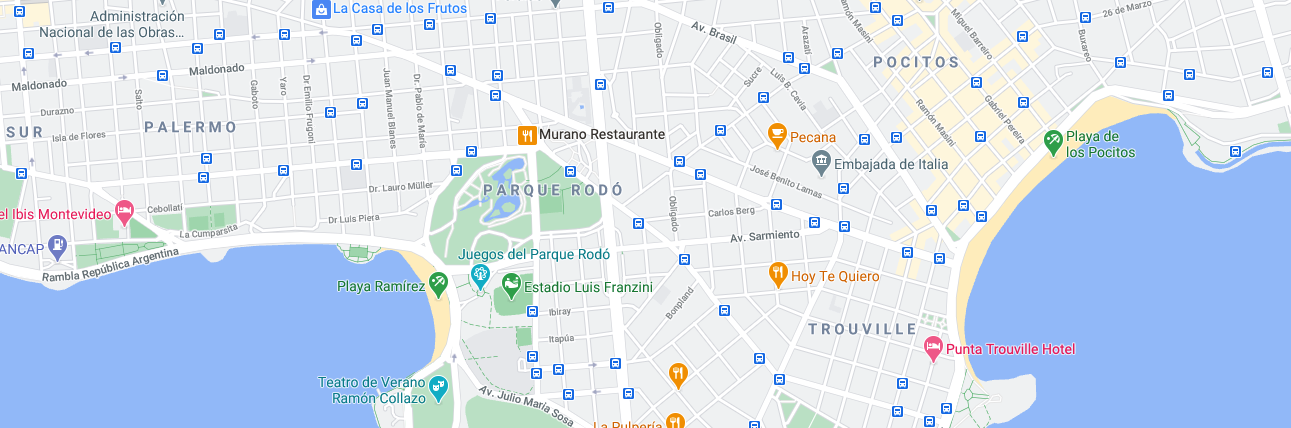 Administración
Nacional de las Obras...
La Casa de los Frutos
Obligado
Av. Brasil
Arazatí
Ramón Masini
Miguel Barreiro
26 de Marzo
Buxareo
POCITOS
Maldonado
Maldonado
Durazno
Isla de Flores
Salto
Gaboto
Yaro
Dr. Emilio Frugoni
Juan Manuel Blanes
Dr. Pablo de María
Sucre
Luis B. Cavia
Ramón Masini
Gabriel Pereira
SUR
PALERMO
Murano Restaurante
Pecana
Playa de
los Pocitos
Embajada de Italia
José Benito Lamas
PARQUE RODÓ
Dr. Lauro Müller
Obligado
Carlos Berg
el Ibis Montevideo
Cebollatí
La Cumparsita
Dr Luis Piera
Av. Sarmiento
ANCAP
Rambla República Argentina
Juegos del Parque Rodó
Playa Ramírez
Estadio Luis Franzini
Hoy Te Quiero
Ibiray
Bonpland
TROUVILLE
Itapúa
Punta Trouville Hotel
Teatro de Verano
Ramón Collazo
Av. Julio María Sosa
La Pulpería